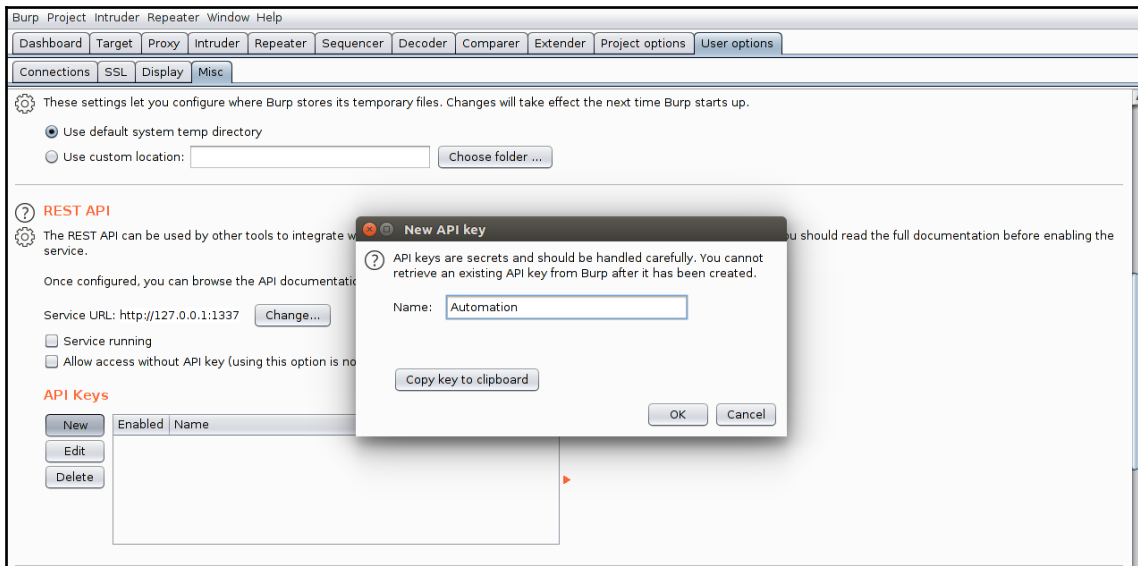 Burp Project Intruder Repeater Window Help
Dashboard Target Proxy Intruder Repeater Sequencer Decoder Comparer Extender Project options User options
Connections SSL Display Misc
These settings let you configure where Burp stores its temporary files. Changes will take effect the next time Burp starts up.
Use default system temp directory
Use custom location: Choose folder ...
REST API
The REST API can be used by other tools to integrate w
u should read the full documentation before enabling the
service.
Once configured, you can browse the API documentatio
Service URL: http://127.0.0.1:1337 Change...
Service running
Allow access without API key (using this option is no
API Keys
New Enabled Name
Edit
Delete
New API key
API keys are secrets and should be handled carefully. You cannot
retrieve an existing API key from Burp after it has been created.
Name: Automation
Copy key to clipboard
OK Cancel